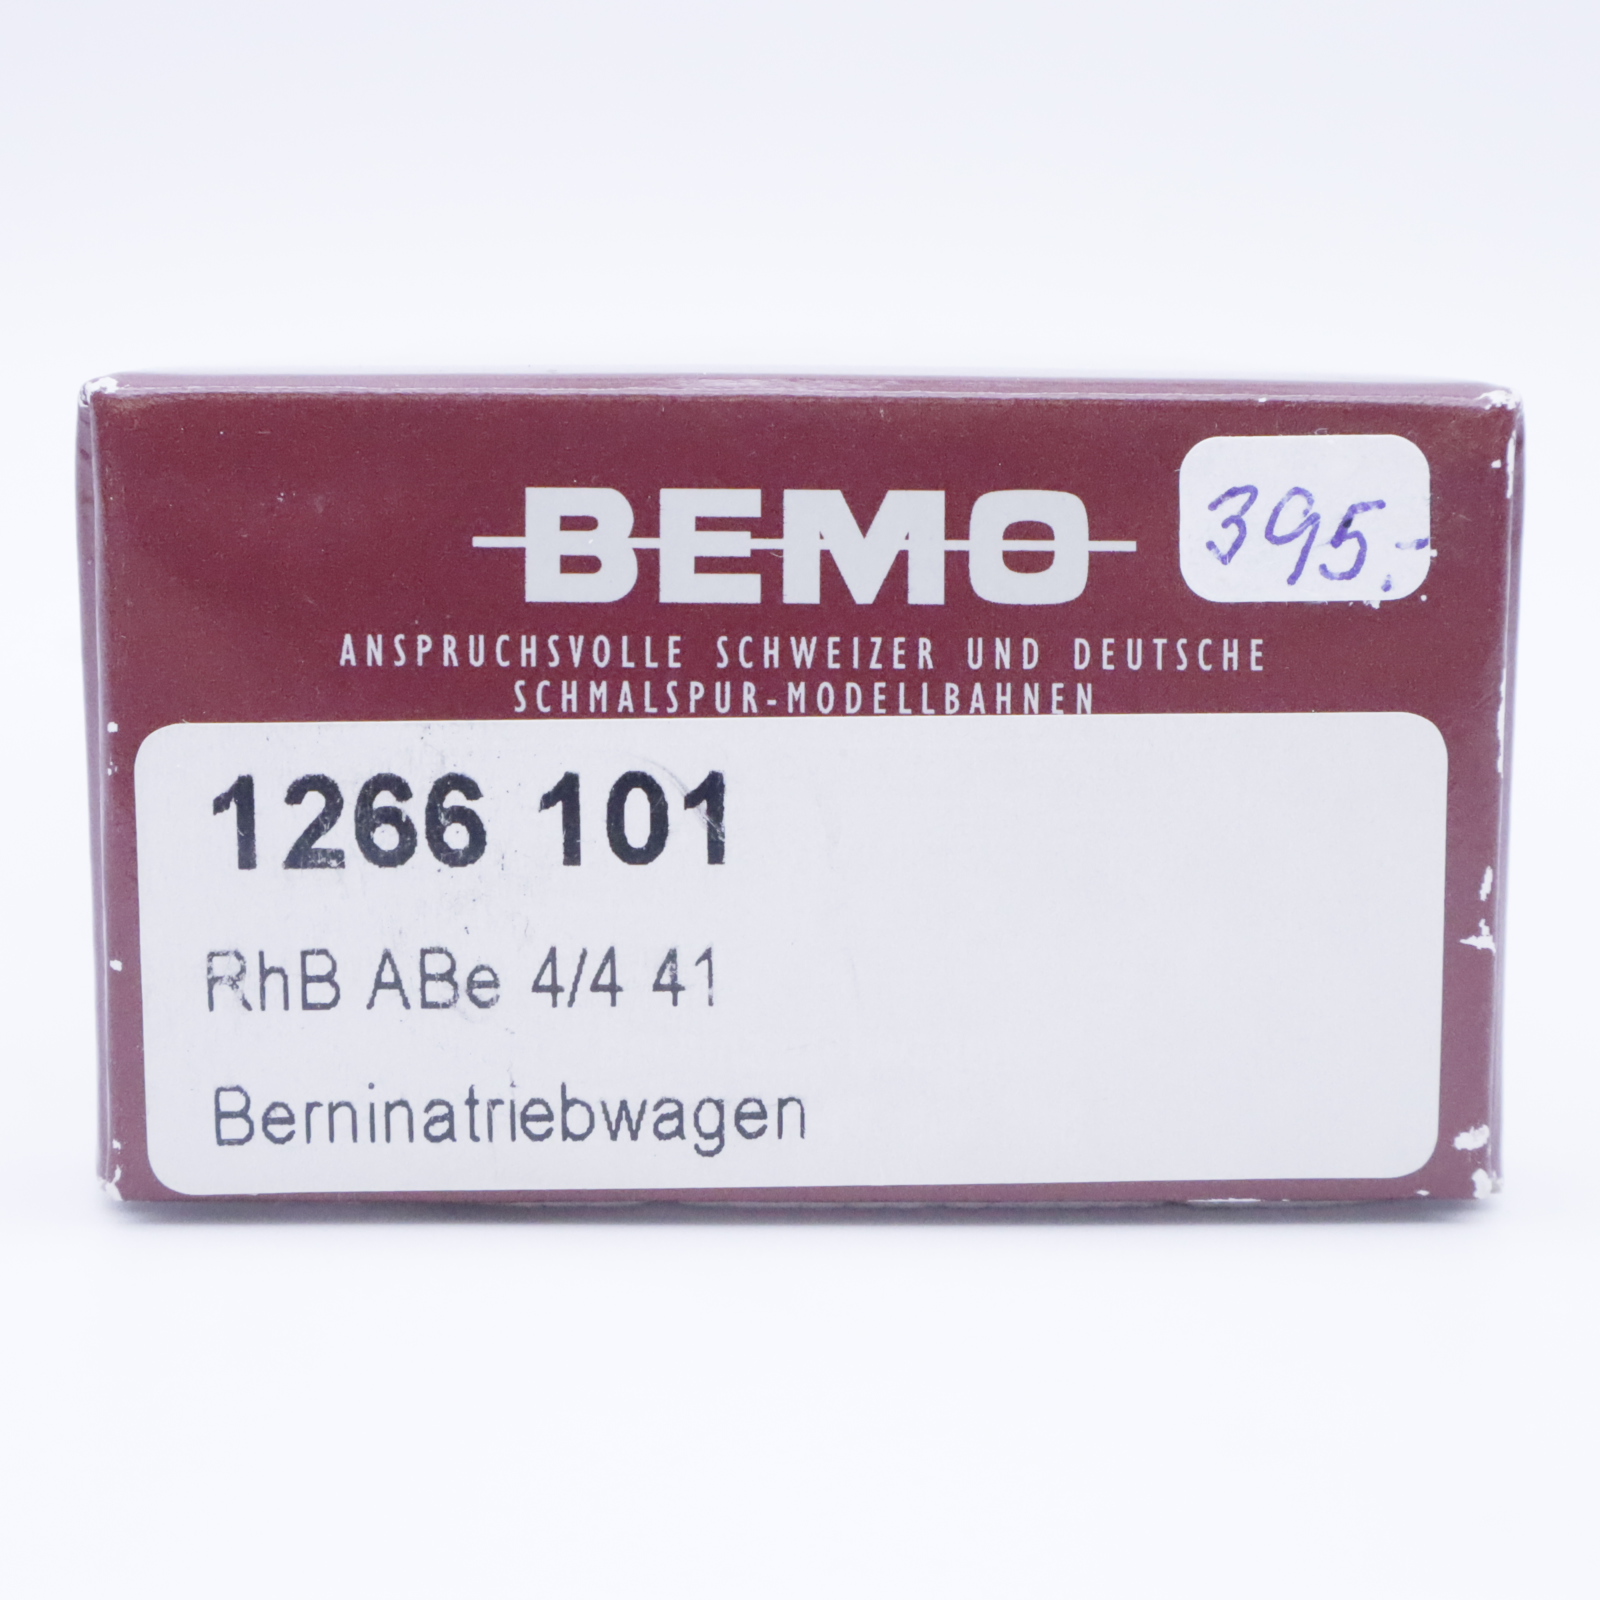 BEMO
395.-
ANSPRUCHSVOLLE SCHWEIZER UND DEUTSCHE
SCHMALSPUR-MODELLBAHNEN
1266 101
RhB ABe 4/4 41
Berninatriebwagen